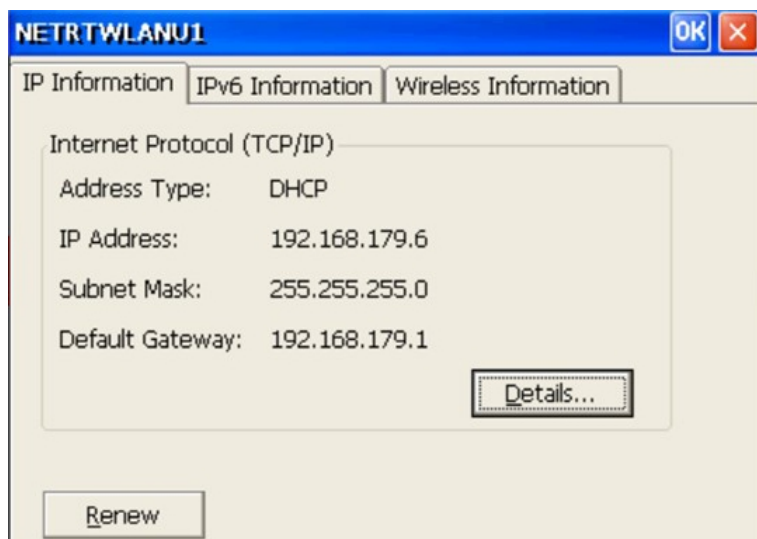 NETRTWLANU1 OK
IP Information IPv6 Information Wireless Information
Internet Protocol (TCP/IP)
Address Type: DHCP
IP Address: 192.168.179.6
Subnet Mask: 255.255.255.0
Default Gateway: 192.168.179.1
Details...
Renew